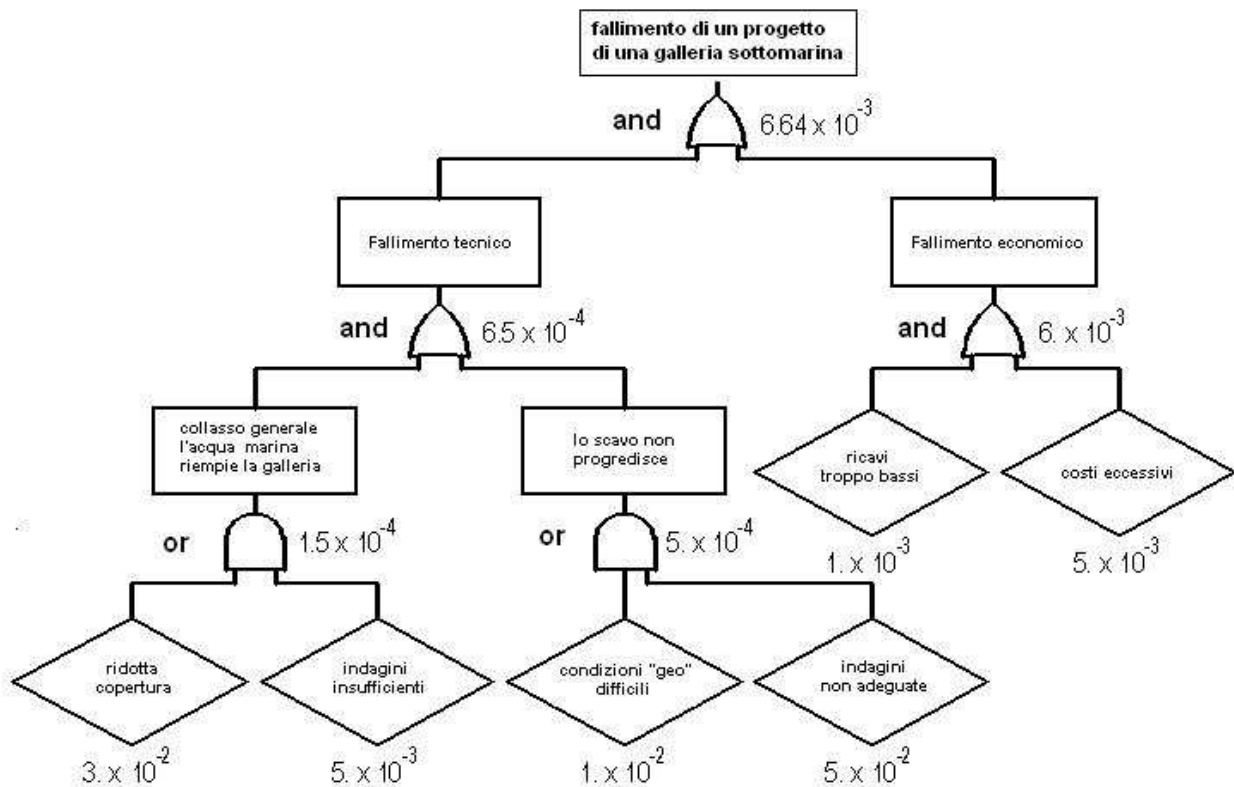 fallimento di un progetto
di una galleria sottomarina
and
6.64 x 10⁻³
Fallimento tecnico
Fallimento economico
and
6.5 x 10⁻⁴
and
6. x 10⁻³
collasso generale
l'acqua marina
riempie la galleria
lo scavo non
progredisce
ricavi
troppo bassi
costi eccessivi
or
1.5 x 10⁻⁴
or
5. x 10⁻⁴
1. x 10⁻³
5. x 10⁻³
ridotta
copertura
indagini
insufficienti
condizioni "geo"
difficili
indagini
non adeguate
3. x 10⁻²
5. x 10⁻³
1. x 10⁻²
5. x 10⁻²